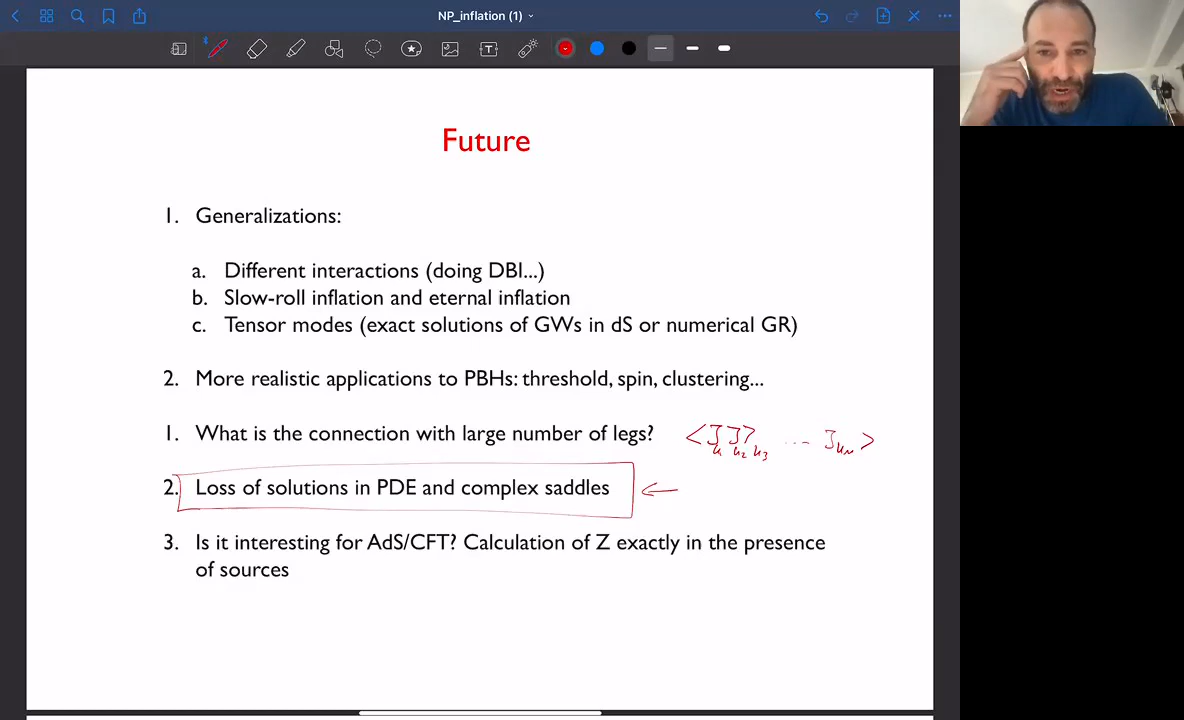 NP_inflation (1)
Future
1. Generalizations:
a. Different interactions (doing DBI...)
b. Slow-roll inflation and eternal inflation
c. Tensor modes (exact solutions of GWs in dS or numerical GR)
2. More realistic applications to PBHs: threshold, spin, clustering...
1. What is the connection with large number of legs?
2. Loss of solutions in PDE and complex saddles
3. Is it interesting for AdS/CFT? Calculation of Z exactly in the presence
of sources